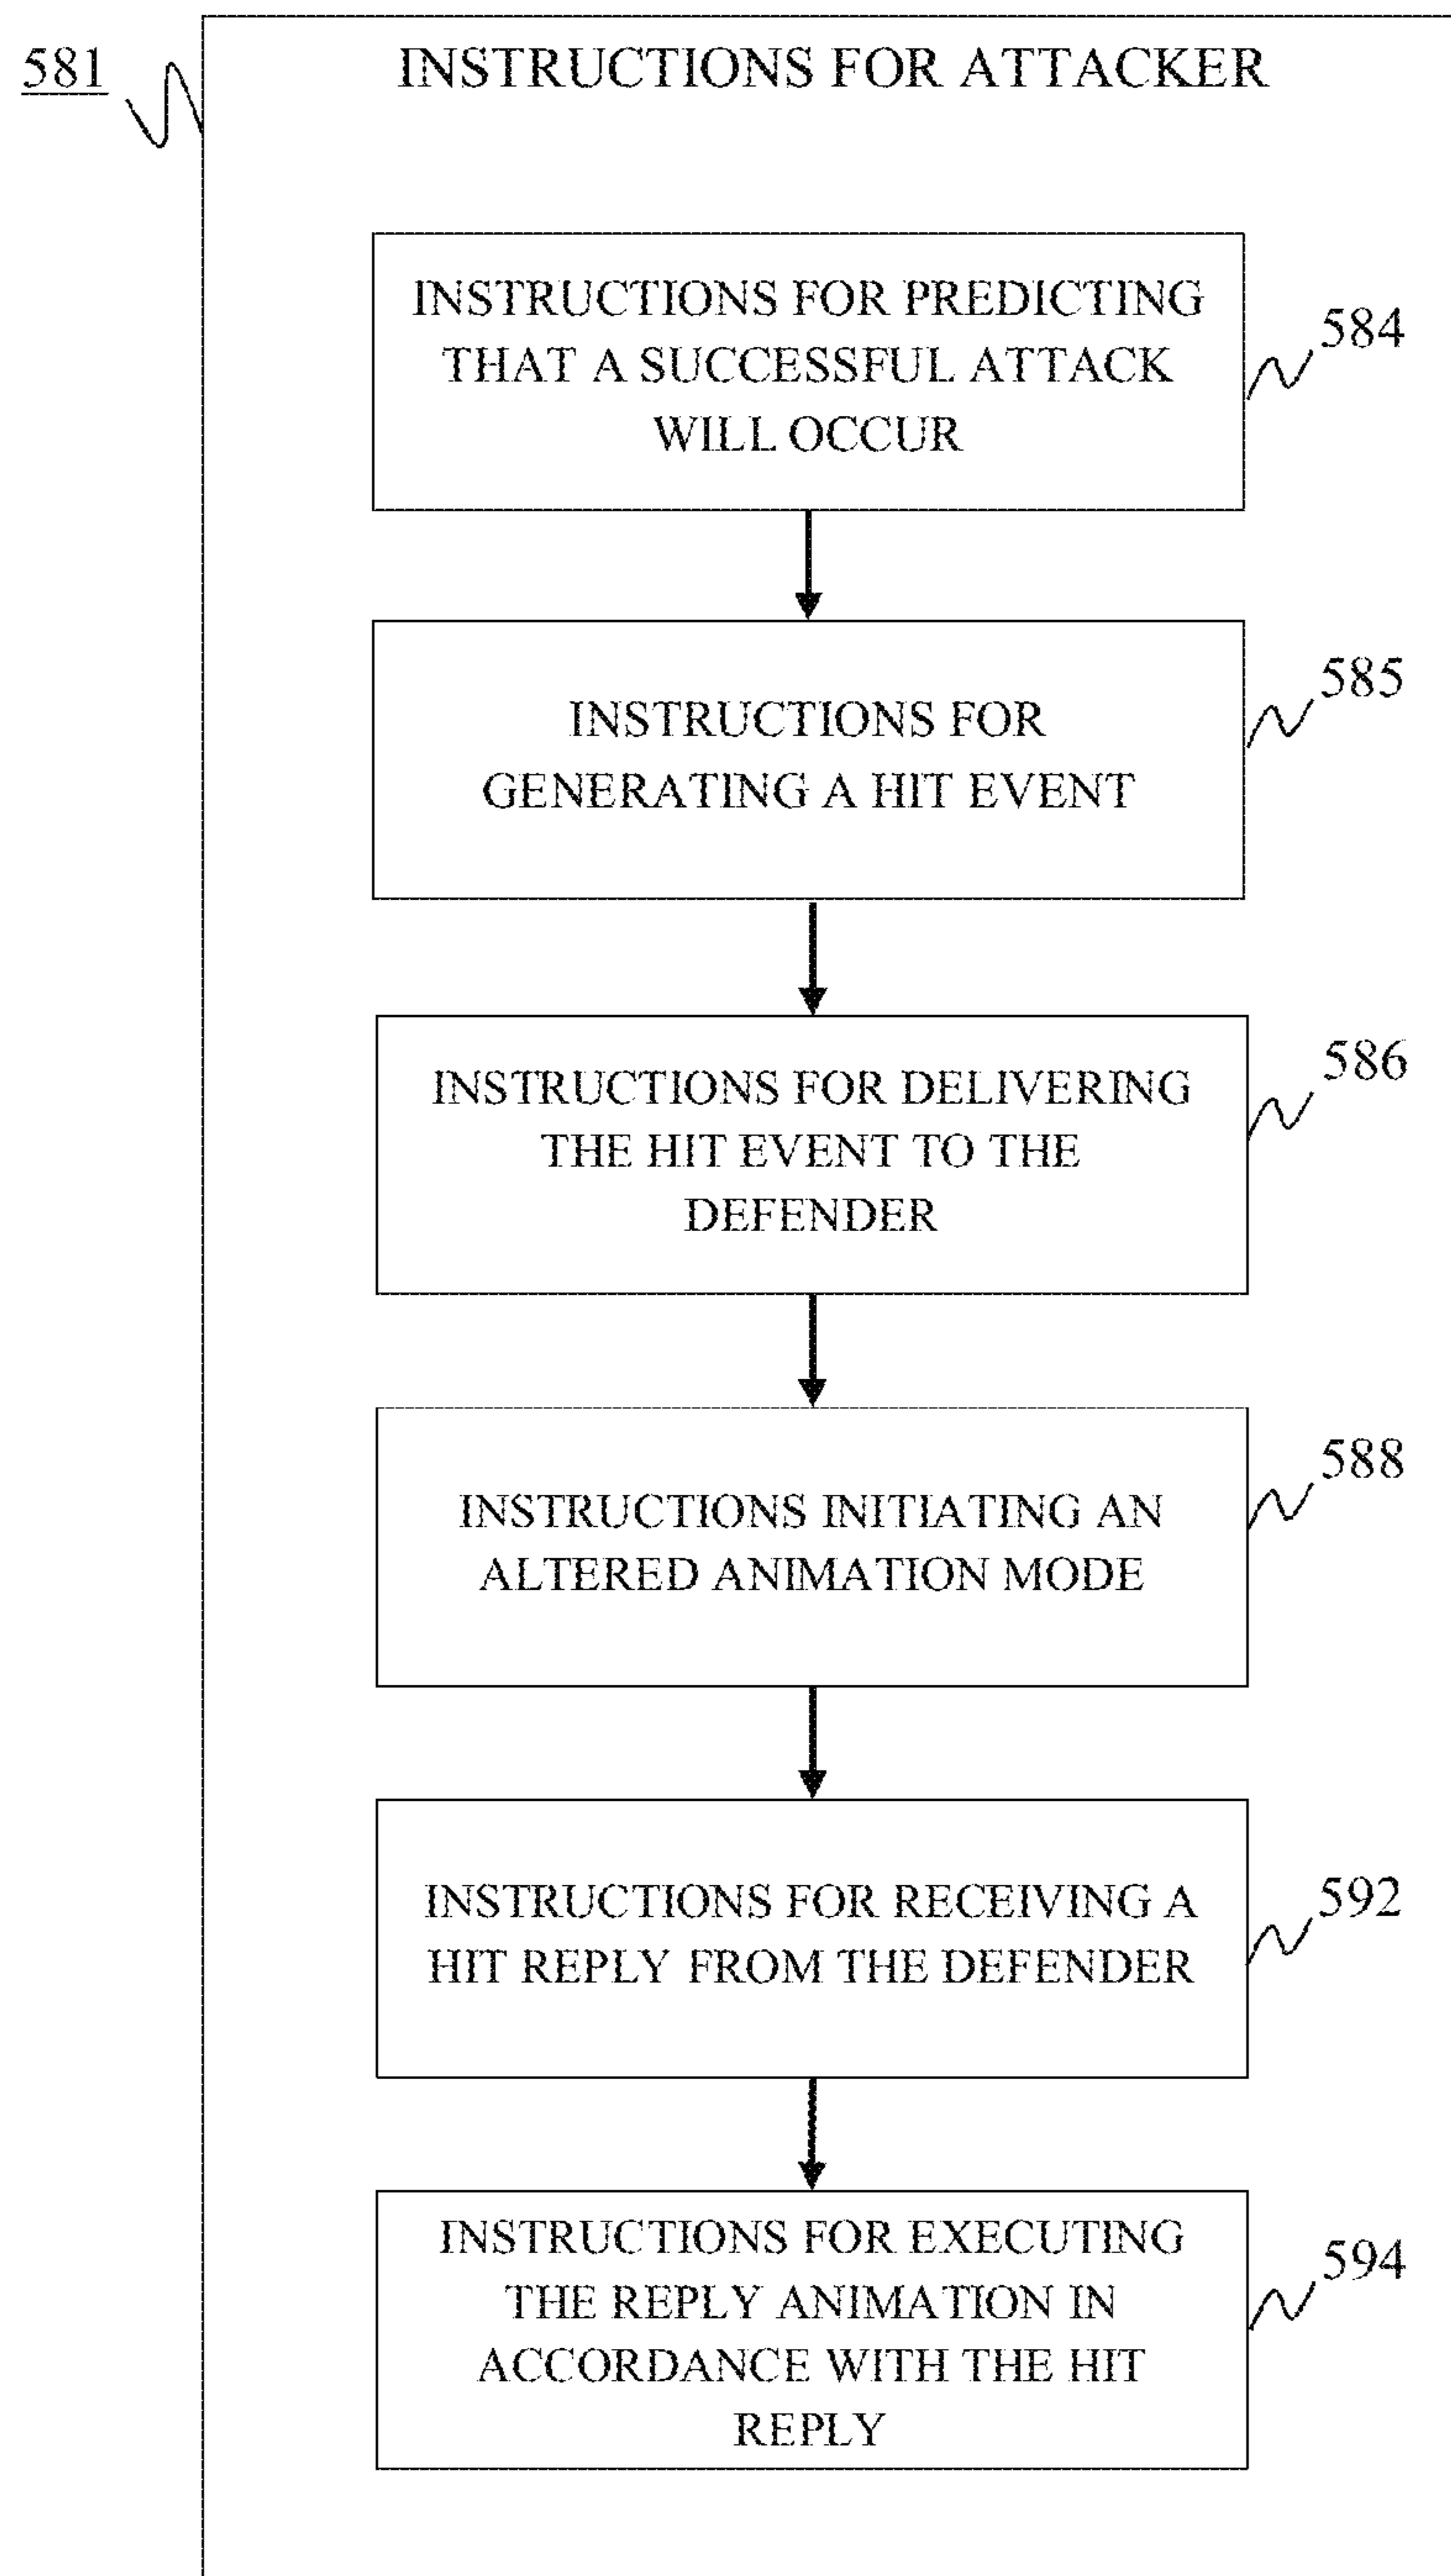 581
INSTRUCTIONS FOR ATTACKER
INSTRUCTIONS FOR PREDICTING
THAT A SUCCESSFUL ATTACK
WILL OCCUR
584
INSTRUCTIONS FOR
GENERATING A HIT EVENT
585
INSTRUCTIONS FOR DELIVERING
THE HIT EVENT TO THE
DEFENDER
586
INSTRUCTIONS INITIATING AN
ALTERED ANIMATION MODE
588
INSTRUCTIONS FOR RECEIVING A
HIT REPLY FROM THE DEFENDER
592
INSTRUCTIONS FOR EXECUTING
THE REPLY ANIMATION IN
ACCORDANCE WITH THE HIT
REPLY
594